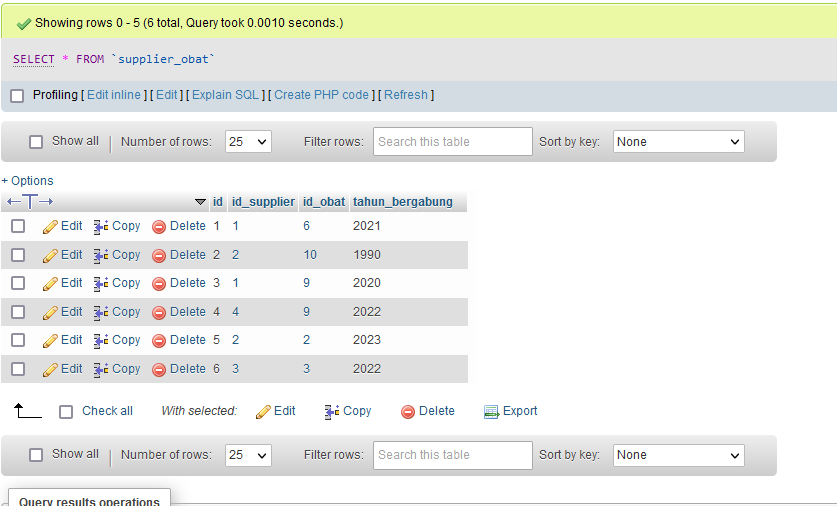 Showing rows 0 - 5 (6 total, Query took 0.0010 seconds.)
SELECT * FROM `supplier_obat`
Profiling [ Edit inline ] [ Edit ] [ Explain SQL ] [ Create PHP code ] [ Refresh ]
Show all Number of rows: 25 Filter rows: Search this table Sort by key: None
+ Options
id id_supplier id_obat tahun_bergabung
Edit Copy Delete 1 1 6 2021
Edit Copy Delete 2 2 10 1990
Edit Copy Delete 3 1 9 2020
Edit Copy Delete 4 4 9 2022
Edit Copy Delete 5 2 2 2023
Edit Copy Delete 6 3 3 2022
Check all With selected: Edit Copy Delete Export
Show all Number of rows: 25 Filter rows: Search this table Sort by key: None
Query results operations